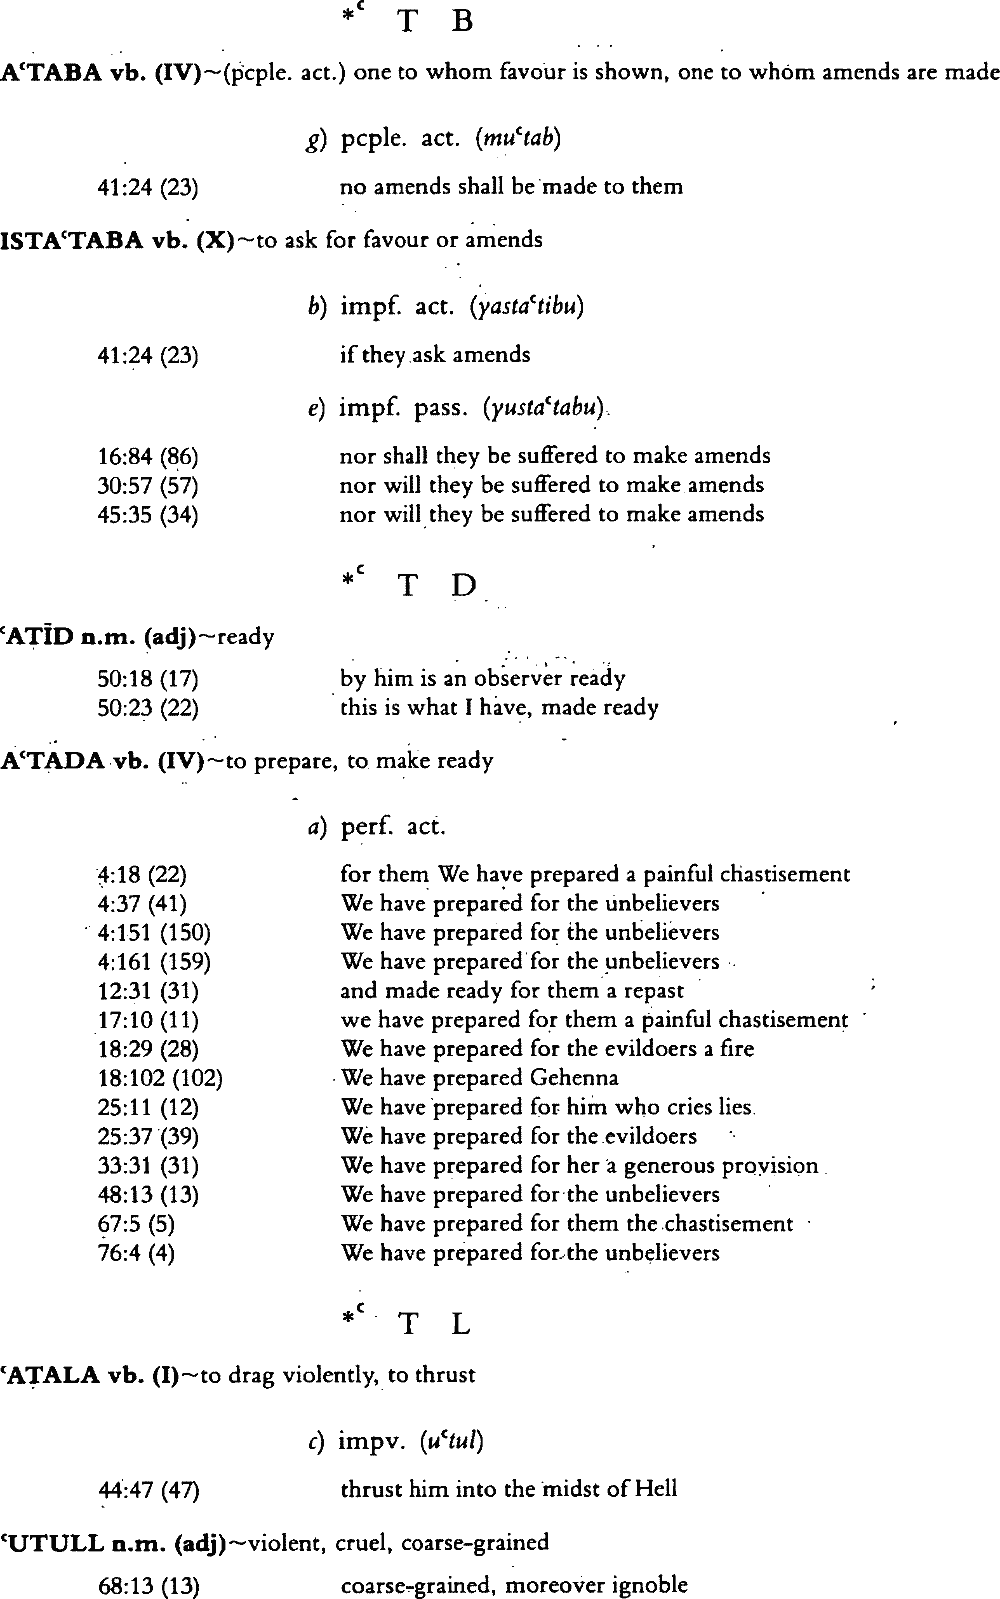 *ʿ T B
AʿTABA vb. (IV)~(pcple. act.) one to whom favour is shown, one to whom amends are made
g) pcple. act. (muʿtab)
41:24 (23) no amends shall be made to them
ISTAʿTABA vb. (X)~to ask for favour or amends
b) impf. act. (yastaʿtibu)
41:24 (23) if they ask amends
e) impf. pass. (yustaʿtabu)
16:84 (86) nor shall they be suffered to make amends
30:57 (57) nor will they be suffered to make amends
45:35 (34) nor will they be suffered to make amends
*ʿ T D
ʿATĪD n.m. (adj)~ready
50:18 (17) by him is an observer ready
50:23 (22) this is what I have, made ready
AʿTADA vb. (IV)~to prepare, to make ready
a) perf. act.
4:18 (22) for them We have prepared a painful chastisement
4:37 (41) We have prepared for the unbelievers
4:151 (150) We have prepared for the unbelievers
4:161 (159) We have prepared for the unbelievers
12:31 (31) and made ready for them a repast
17:10 (11) we have prepared for them a painful chastisement
18:29 (28) We have prepared for the evildoers a fire
18:102 (102) We have prepared Gehenna
25:11 (12) We have prepared for him who cries lies
25:37 (39) We have prepared for the evildoers
33:31 (31) We have prepared for her a generous provision
48:13 (13) We have prepared for the unbelievers
67:5 (5) We have prepared for them the chastisement
76:4 (4) We have prepared for the unbelievers
*ʿ T L
ʿATALA vb. (I)~to drag violently, to thrust
c) impv. (uʿtul)
44:47 (47) thrust him into the midst of Hell
ʿUTULL n.m. (adj)~violent, cruel, coarse-grained
68:13 (13) coarse-grained, moreover ignoble